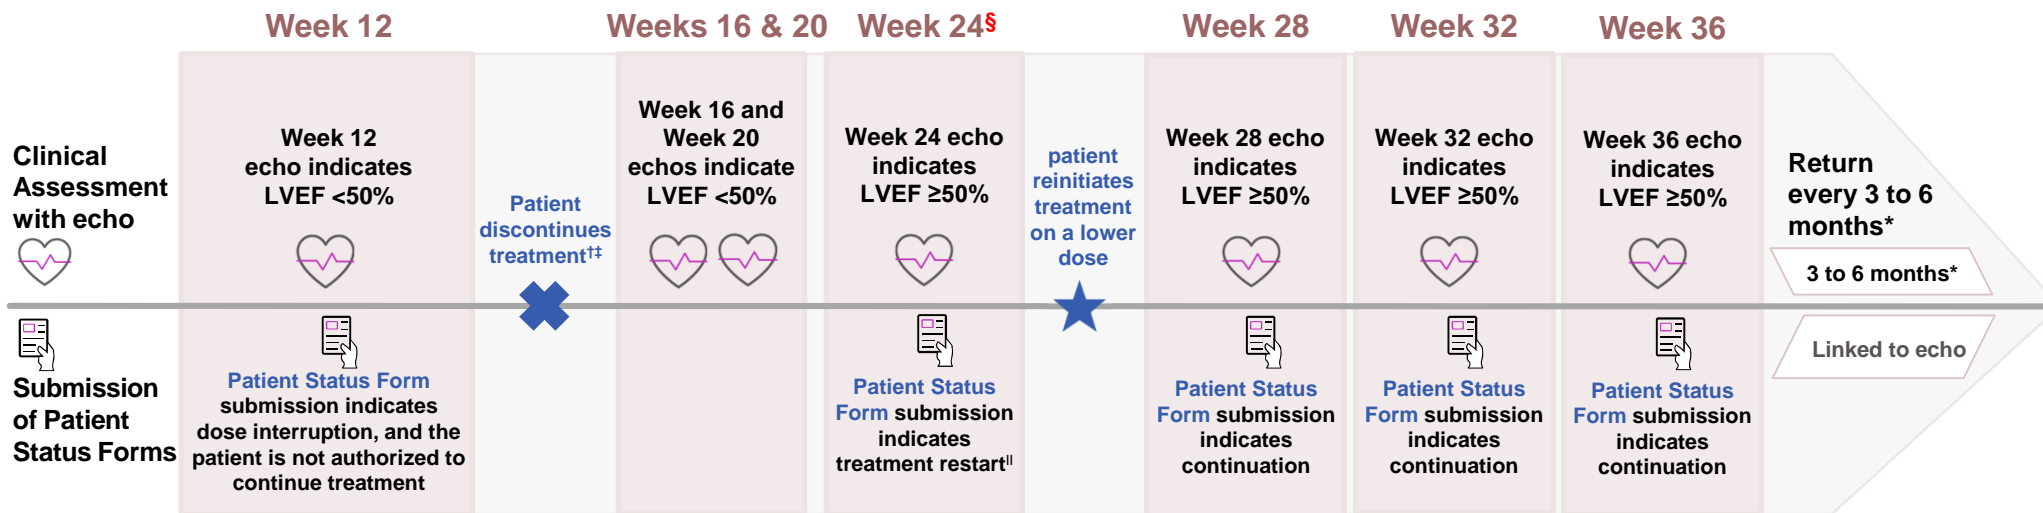 Week 12
Weeks 16 & 20
Week 24§
Week 28
Week 32
Week 36
Clinical
Assessment
with echo
Week 12
echo indicates
LVEF <50%
Patient
discontinues
treatment†‡
Week 16 and
Week 20
echos indicate
LVEF <50%
Week 24 echo
indicates
LVEF ≥50%
patient
reinitiates
treatment
on a lower
dose
Week 28 echo
indicates
LVEF ≥50%
Week 32 echo
indicates
LVEF ≥50%
Week 36 echo
indicates
LVEF ≥50%
Return
every 3 to 6
months*
3 to 6 months*
Submission
of Patient
Status Forms
Patient Status Form
submission indicates
dose interruption, and the
patient is not authorized to
continue treatment
Patient Status
Form submission
indicates
treatment restart||
Patient Status
Form submission
indicates
continuation
Patient Status
Form submission
indicates
continuation
Patient Status
Form submission
indicates
continuation
Linked to echo